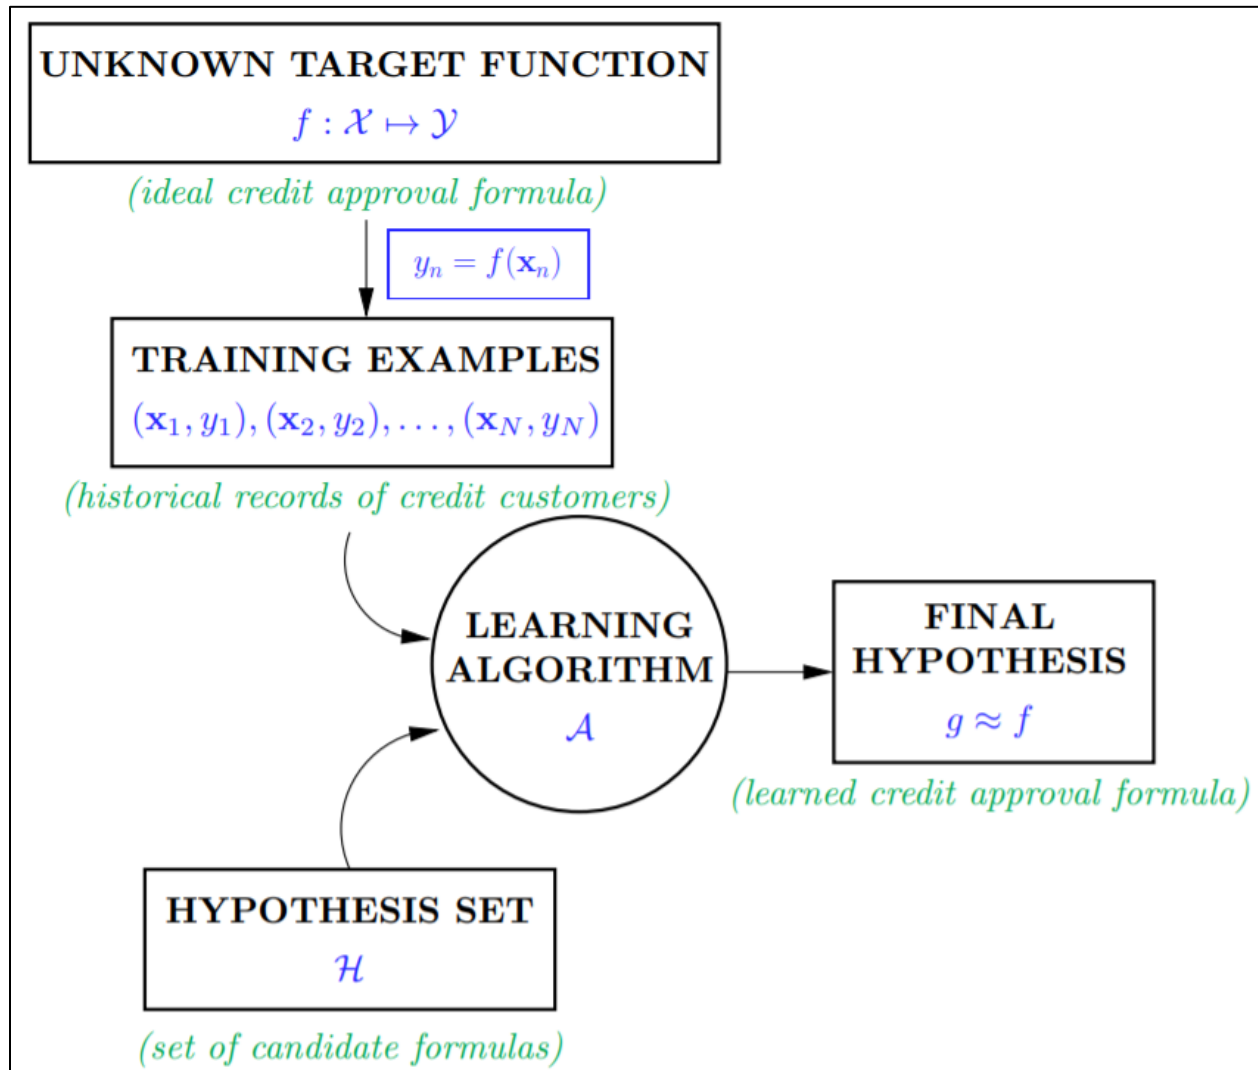 UNKNOWN TARGET FUNCTION
f : 𝒳 ↦ 𝒴
(ideal credit approval formula)
yₙ = f(𝐱ₙ)
TRAINING EXAMPLES
(𝐱₁, y₁), (𝐱₂, y₂), . . . , (𝐱_N, y_N)
(historical records of credit customers)
LEARNING
ALGORITHM
𝒜
FINAL
HYPOTHESIS
g ≈ f
(learned credit approval formula)
HYPOTHESIS SET
ℋ
(set of candidate formulas)